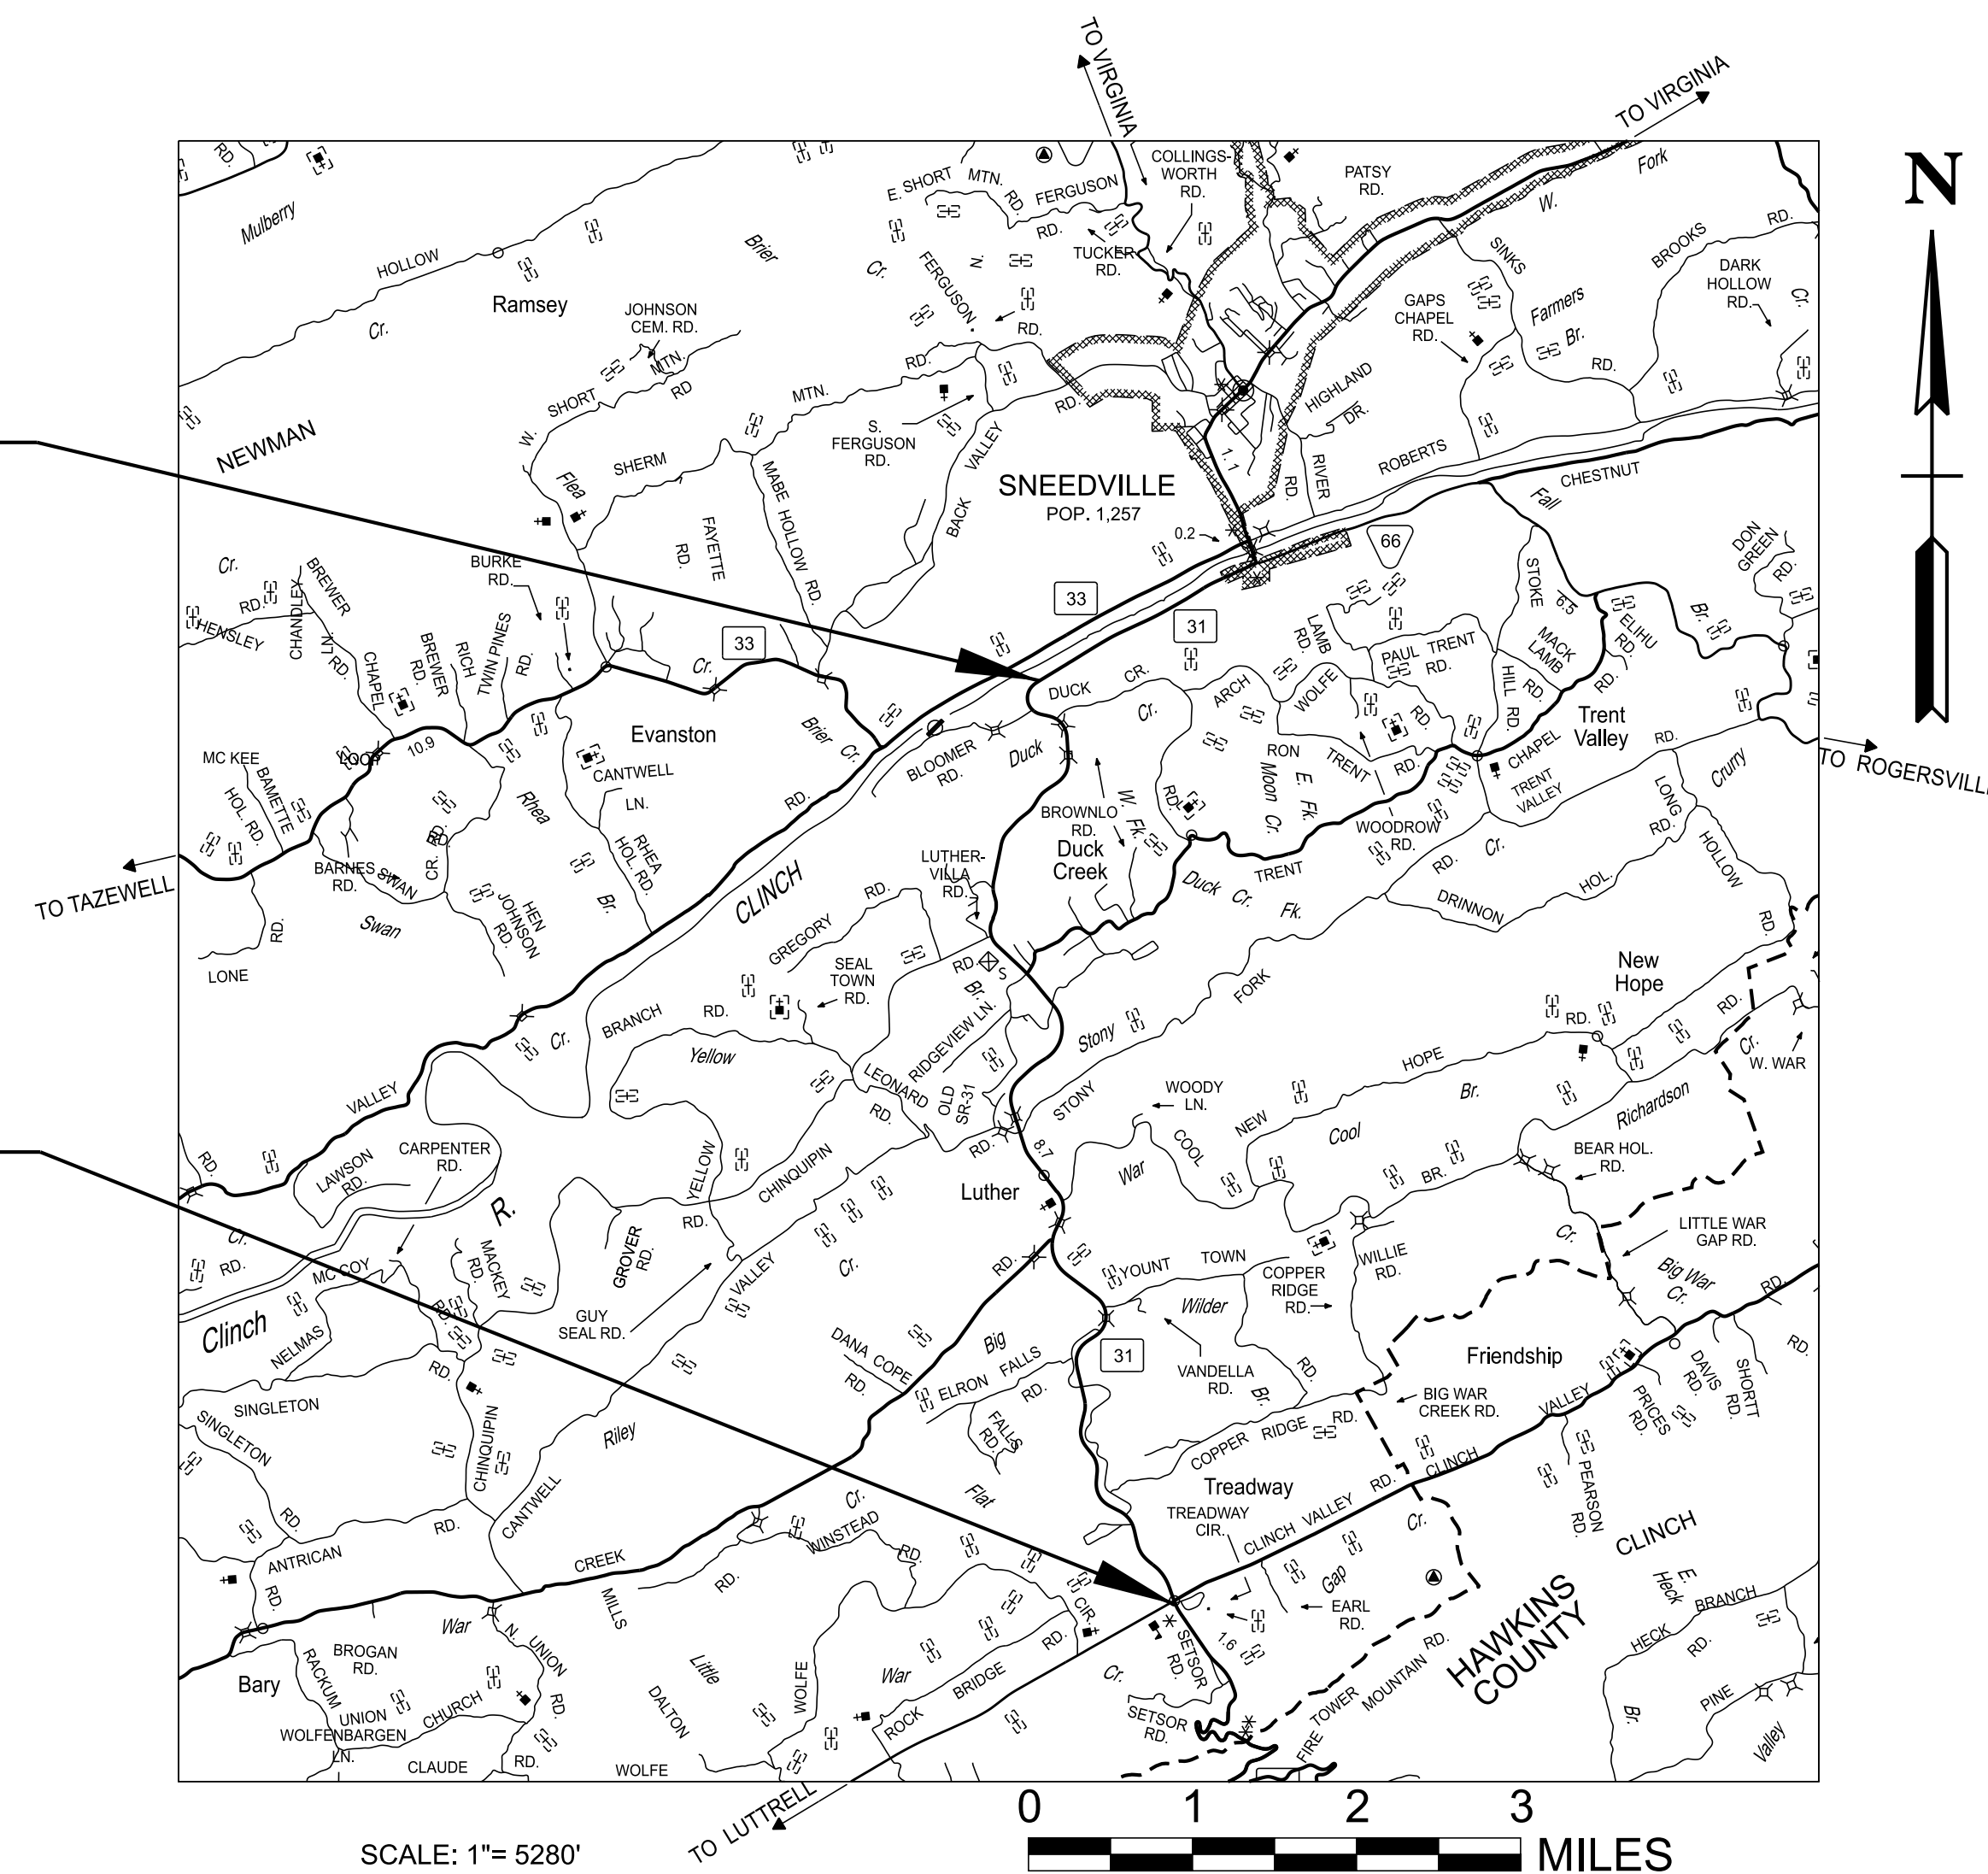 TO VIRGINIA
TO VIRGINIA
N
RD.
Mulberry
HOLLOW
Cr.
Ramsey
JOHNSON
CEM. RD.
W. SHORT MTN.
RD
Brier
Cr.
E. SHORT MTN. RD.
FERGUSON
RD.
TUCKER
RD.
COLLINGS-
WORTH
RD.
PATSY
RD.
W.
Fork
N.
FERGUSON
RD.
SINKS
RD.
Farmers
Br.
BROOKS
RD.
DARK
HOLLOW
RD.
Cr.
GAPS
CHAPEL
RD.
NEWMAN
SHERM
MTN.
RD.
Flea
S.
FERGUSON
RD.
BACK
VALLEY
RD.
MABE HOLLOW RD.
FAYETTE
RD.
SNEEDVILLE
POP. 1,257
1.1
0.2
HIGHLAND
DR.
RIVER
RD.
ROBERTS
CHESTNUT
Fall
66
33
31
33
Cr.
HENSLEY
RD.
CHANDLEY
LN.
BREWER
CHAPEL
RD.
BREWER
RD.
RICH
TWIN PINES
RD.
BURKE
RD.
Cr.
Brier
Cr.
Evanston
DUCK
CR.
Cr.
ARCH
WOLFE
LAMB
RD.
PAUL TRENT
RD.
RD.
STOKE
HILL RD.
MACK
LAMB
RD.
6.5
ELIHU
RD.
Br.
DON
GREEN
RD.
Trent
Valley
TO ROGERSVILLE
MC KEE
HOL. RD.
BAMETTE
LOOP
10.9
BARNES
RD.
SWAN
CR. RD.
RD.
Swan
HEN
JOHNSON
RD.
Rhea
Br.
CANTWELL
LN.
RHEA
HOL. RD.
TO TAZEWELL
LONE
RD.
BLOOMER
RD.
Duck
RD.
CLINCH
BROWNLO
RD.
Duck
Creek
W. Fk.
RD.
RON
TRENT
RD.
Moon Cr.
E. Fk.
WOODROW
RD.
CHAPEL
TRENT
VALLEY
RD.
Cr.
RD.
LONG
RD.
HOLLOW
RD.
Crurry
TRENT
Duck Cr. Fk.
DRINNON
HOL.
LUTHER-
VILLA
RD.
GREGORY
RD.
RD.
S
Br.
SEAL
TOWN
RD.
BRANCH
RD.
Yellow
Cr.
RIDGEVIEW LN.
LEONARD
RD.
OLD
SR-31
Stony
STONY
FORK
RD.
New
Hope
RD.
RD.
W. WAR
Cr.
VALLEY
RD.
LAWSON
RD.
CARPENTER
RD.
R.
YELLOW
RD.
CHINQUIPIN
8.7
Luther
WOODY
LN.
COOL
War
NEW
HOPE
RD.
Cool
Br.
BR.
Richardson
BEAR HOL.
RD.
Cr.
Cr.
RD.
MC COY
RD.
MACKEY
RD.
GROVER
RD.
GUY
SEAL RD.
VALLEY
Cr.
RD.
YOUNT
TOWN
COPPER
RIDGE
RD.
WILLIE
RD.
LITTLE WAR
GAP RD.
Big War
Cr.
RD.
Clinch
NELMAS
RD.
SINGLETON
SINGLETON
RD.
CHINQUIPIN
DANA COPE
RD.
Big
ELRON FALLS
RD.
FALLS
RD.
31
Wilder
Br.
VANDELLA
RD.
RD.
Friendship
BIG WAR
CREEK RD.
VALLEY
PRICES
RD.
DAVIS
RD.
SHORTT
RD.
RD.
Riley
CANTWELL
Cr.
Flat
COPPER RIDGE RD.
Treadway
TREADWAY
CIR.
CLINCH VALLEY RD.
CLINCH
PEARSON
RD.
CLINCH
ANTRICAN
RD.
RD.
CREEK
MILLS
RD.
WINSTEAD
RD.
CIR.
Gap
Cr.
EARL
RD.
HAWKINS
COUNTY
E.
Heck
HECK
BRANCH
RD.
Br.
PINE
Valley
Bary
BROGAN
RD.
RACKUM
UNION
CHURCH
WOLFENBARGEN
LN.
CLAUDE
RD.
War
N. UNION
RD.
DALTON
Little
WOLFE
WOLFE
War
ROCK
BRIDGE
RD.
Cr.
SETSOR
RD.
1.6
SETSOR
RD.
FIRE TOWER
MOUNTAIN RD.
TO LUTTRELL
SCALE: 1"= 5280'
0 1 2 3
MILES